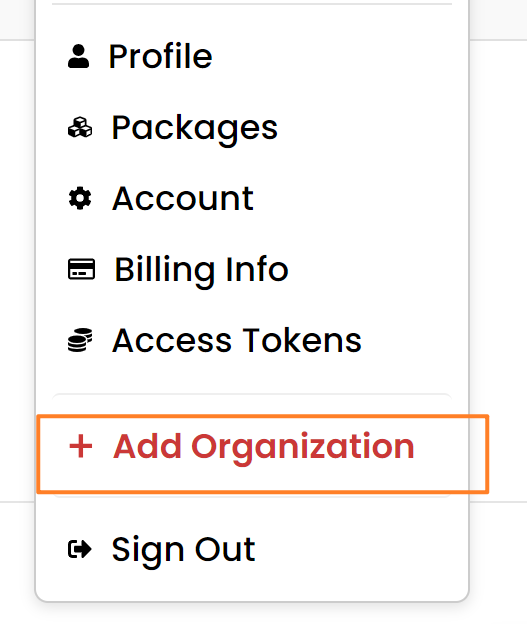 Profile
Packages
Account
Billing Info
Access Tokens
+ Add Organization
Sign Out